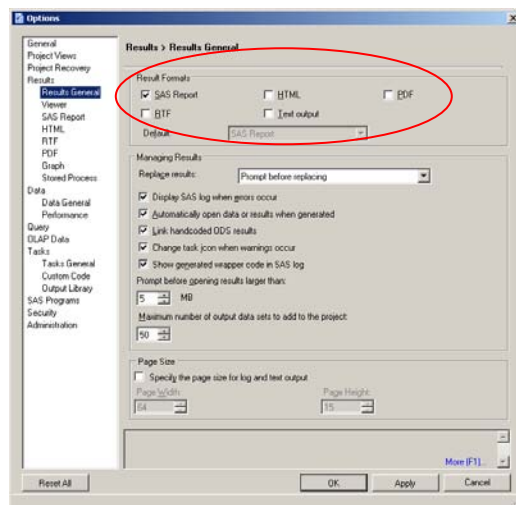 Options
General
Project Views
Project Recovery
Results
Results General
Viewer
SAS Report
HTML
RTF
PDF
Graph
Stored Process
Data
Data General
Performance
Query
OLAP Data
Tasks
Tasks General
Custom Code
Output Library
SAS Programs
Security
Administration
Results > Results General
Result Formats
SAS Report HTML PDF
RTF Text output
Default: SAS Report
Managing Results
Replace results: Prompt before replacing
Display SAS log when errors occur
Automatically open data or results when generated
Link handcoded ODS results
Change task icon when warnings occur
Show generated wrapper code in SAS log
Prompt before opening results larger than:
5 MB
Maximum number of output data sets to add to the project:
50
Page Size
Specify the page size for log and text output
Page Width: Page Height:
64 15
More (F1)...
Reset All OK Apply Cancel